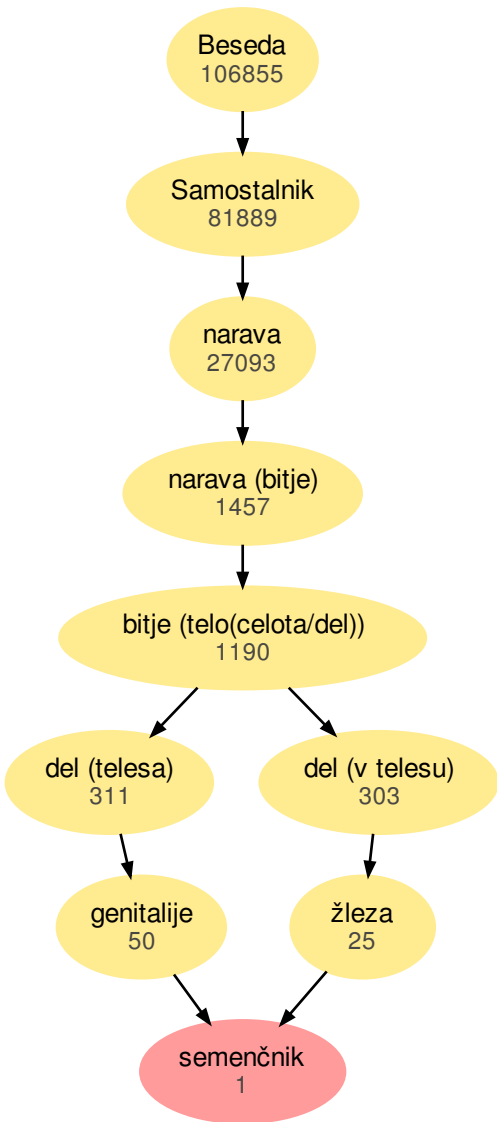 Beseda
106855
Samostalnik
81889
narava
27093
narava (bitje)
1457
bitje (telo(celota/del))
1190
del (telesa)
311
del (v telesu)
303
genitalije
50
žleza
25
semenčnik
1